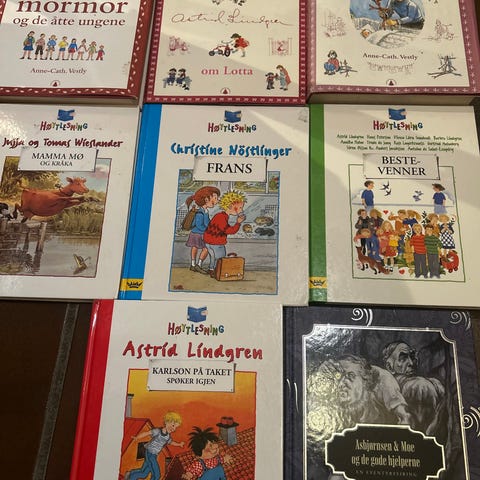 mormor
og de åtte ungene
Anne-Cath. Vestly
Astrid Lindgren
om Lotta
Anne-Cath. Vestly
HØYTLESNING
Jujja og Tomas Wieslander
MAMMA MØ
OG KRÅKA
HØYTLESNING
Christine Nöstlinger
FRANS
HØYTLESNING
BESTE-
VENNER
HØYTLESNING
Astrid Lindgren
KARLSON PÅ TAKET
SPØKER IGJEN
Asbjørnsen & Moe
og de gode hjelperne
EN EVENTYRSAMLING